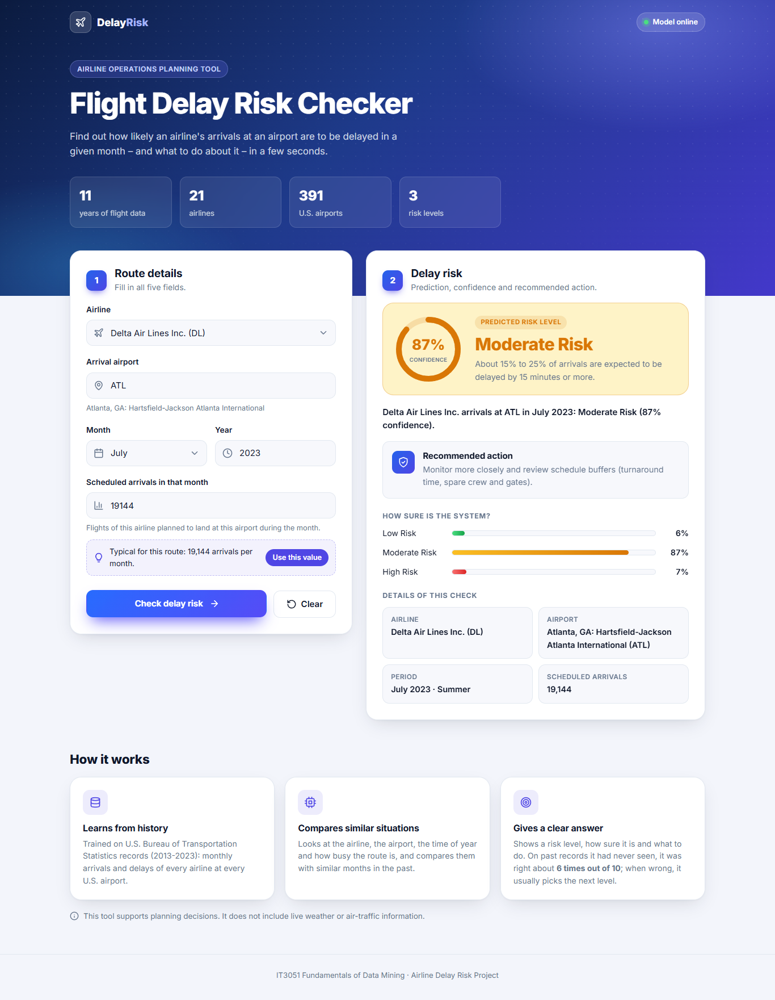 DelayRisk
Model online
AIRLINE OPERATIONS PLANNING TOOL
Flight Delay Risk Checker
Find out how likely an airline's arrivals at an airport are to be delayed in a
given month – and what to do about it – in a few seconds.
11
years of flight data
21
airlines
391
U.S. airports
3
risk levels
1
Route details
Fill in all five fields.
Airline
Delta Air Lines Inc. (DL)
Arrival airport
ATL
Atlanta, GA: Hartsfield-Jackson Atlanta International
Month
July
Year
2023
Scheduled arrivals in that month
19144
Flights of this airline planned to land at this airport during the month.
Typical for this route: 19,144 arrivals per
month.
Use this value
Check delay risk
Clear
2
Delay risk
Prediction, confidence and recommended action.
87%
CONFIDENCE
PREDICTED RISK LEVEL
Moderate Risk
About 15% to 25% of arrivals are expected to be
delayed by 15 minutes or more.
Delta Air Lines Inc. arrivals at ATL in July 2023: Moderate Risk (87%
confidence).
Recommended action
Monitor more closely and review schedule buffers (turnaround
time, spare crew and gates).
HOW SURE IS THE SYSTEM?
Low Risk 6%
Moderate Risk 87%
High Risk 7%
DETAILS OF THIS CHECK
AIRLINE
Delta Air Lines Inc. (DL)
AIRPORT
Atlanta, GA: Hartsfield-Jackson
Atlanta International (ATL)
PERIOD
July 2023 · Summer
SCHEDULED ARRIVALS
19,144
How it works
Learns from history
Trained on U.S. Bureau of Transportation
Statistics records (2013-2023): monthly
arrivals and delays of every airline at every
U.S. airport.
Compares similar situations
Looks at the airline, the airport, the time of year
and how busy the route is, and compares them
with similar months in the past.
Gives a clear answer
Shows a risk level, how sure it is and what to
do. On past records it had never seen, it was
right about 6 times out of 10; when wrong, it
usually picks the next level.
This tool supports planning decisions. It does not include live weather or air-traffic information.
IT3051 Fundamentals of Data Mining · Airline Delay Risk Project